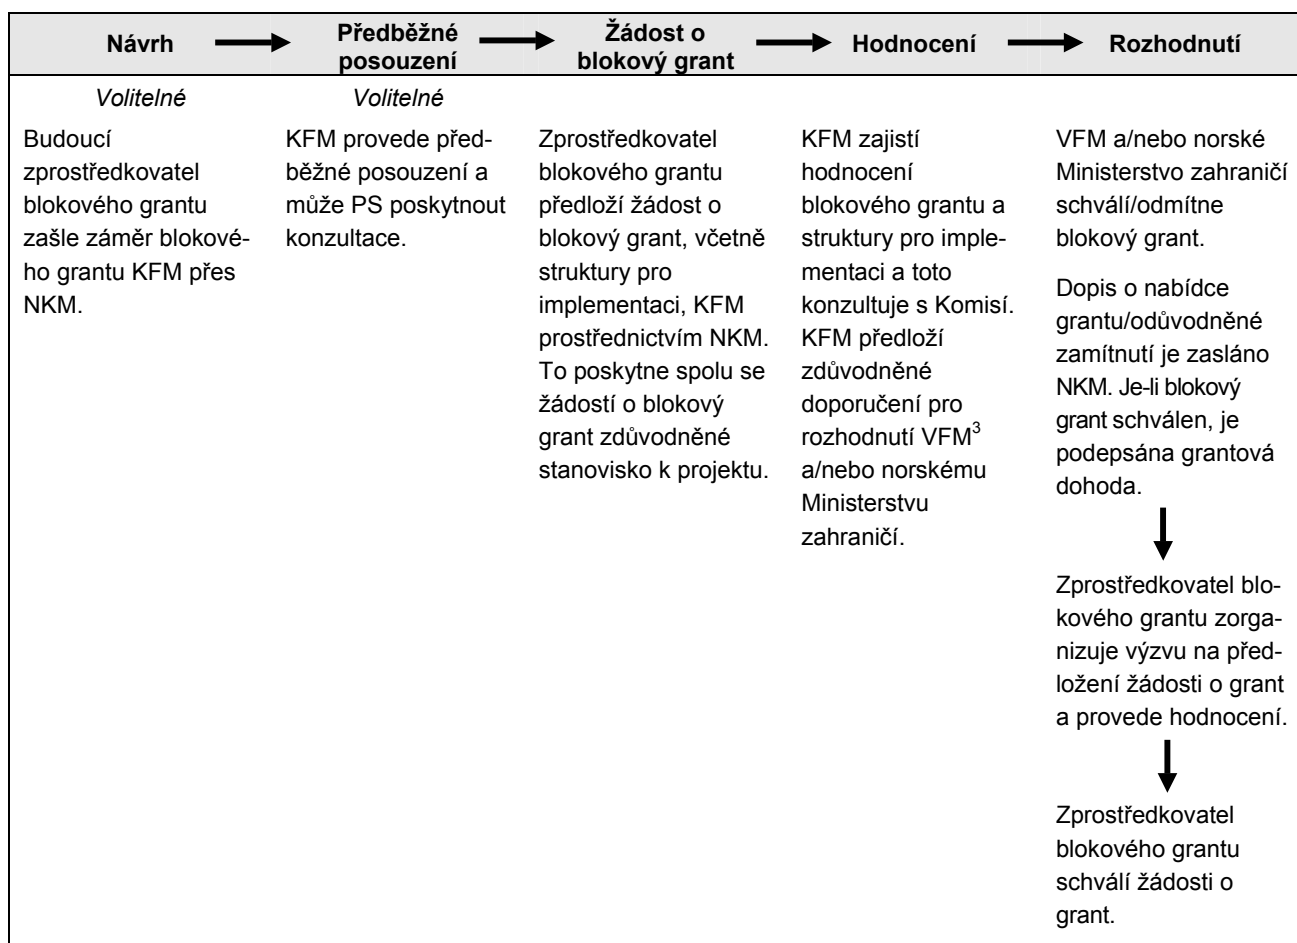 Návrh
Předběžné
posouzení
Žádost o
blokový grant
Hodnocení
Rozhodnutí
Volitelné
Budoucí
zprostředkovatel
blokového grantu
zašle záměr blokové-
ho grantu KFM přes
NKM.
Volitelné
KFM provede před-
běžné posouzení a
může PS poskytnout
konzultace.
Zprostředkovatel
blokového grantu
předloží žádost o
blokový grant, včetně
struktury pro
implementaci, KFM
prostřednictvím NKM.
To poskytne spolu se
žádostí o blokový
grant zdůvodněné
stanovisko k projektu.
KFM zajistí
hodnocení
blokového grantu a
struktury pro imple-
mentaci a toto
konzultuje s Komisí.
KFM předloží
zdůvodněné
doporučení pro
rozhodnutí VFM3
a/nebo norskému
Ministerstvu
zahraničí.
VFM a/nebo norské
Ministerstvo zahraničí
schválí/odmítne
blokový grant.
Dopis o nabídce
grantu/odůvodněné
zamítnutí je zasláno
NKM. Je-li blokový
grant schválen, je
podepsána grantová
dohoda.
Zprostředkovatel blo-
kového grantu zorga-
nizuje výzvu na před-
ložení žádosti o grant
a provede hodnocení.
Zprostředkovatel
blokového grantu
schválí žádosti o
grant.